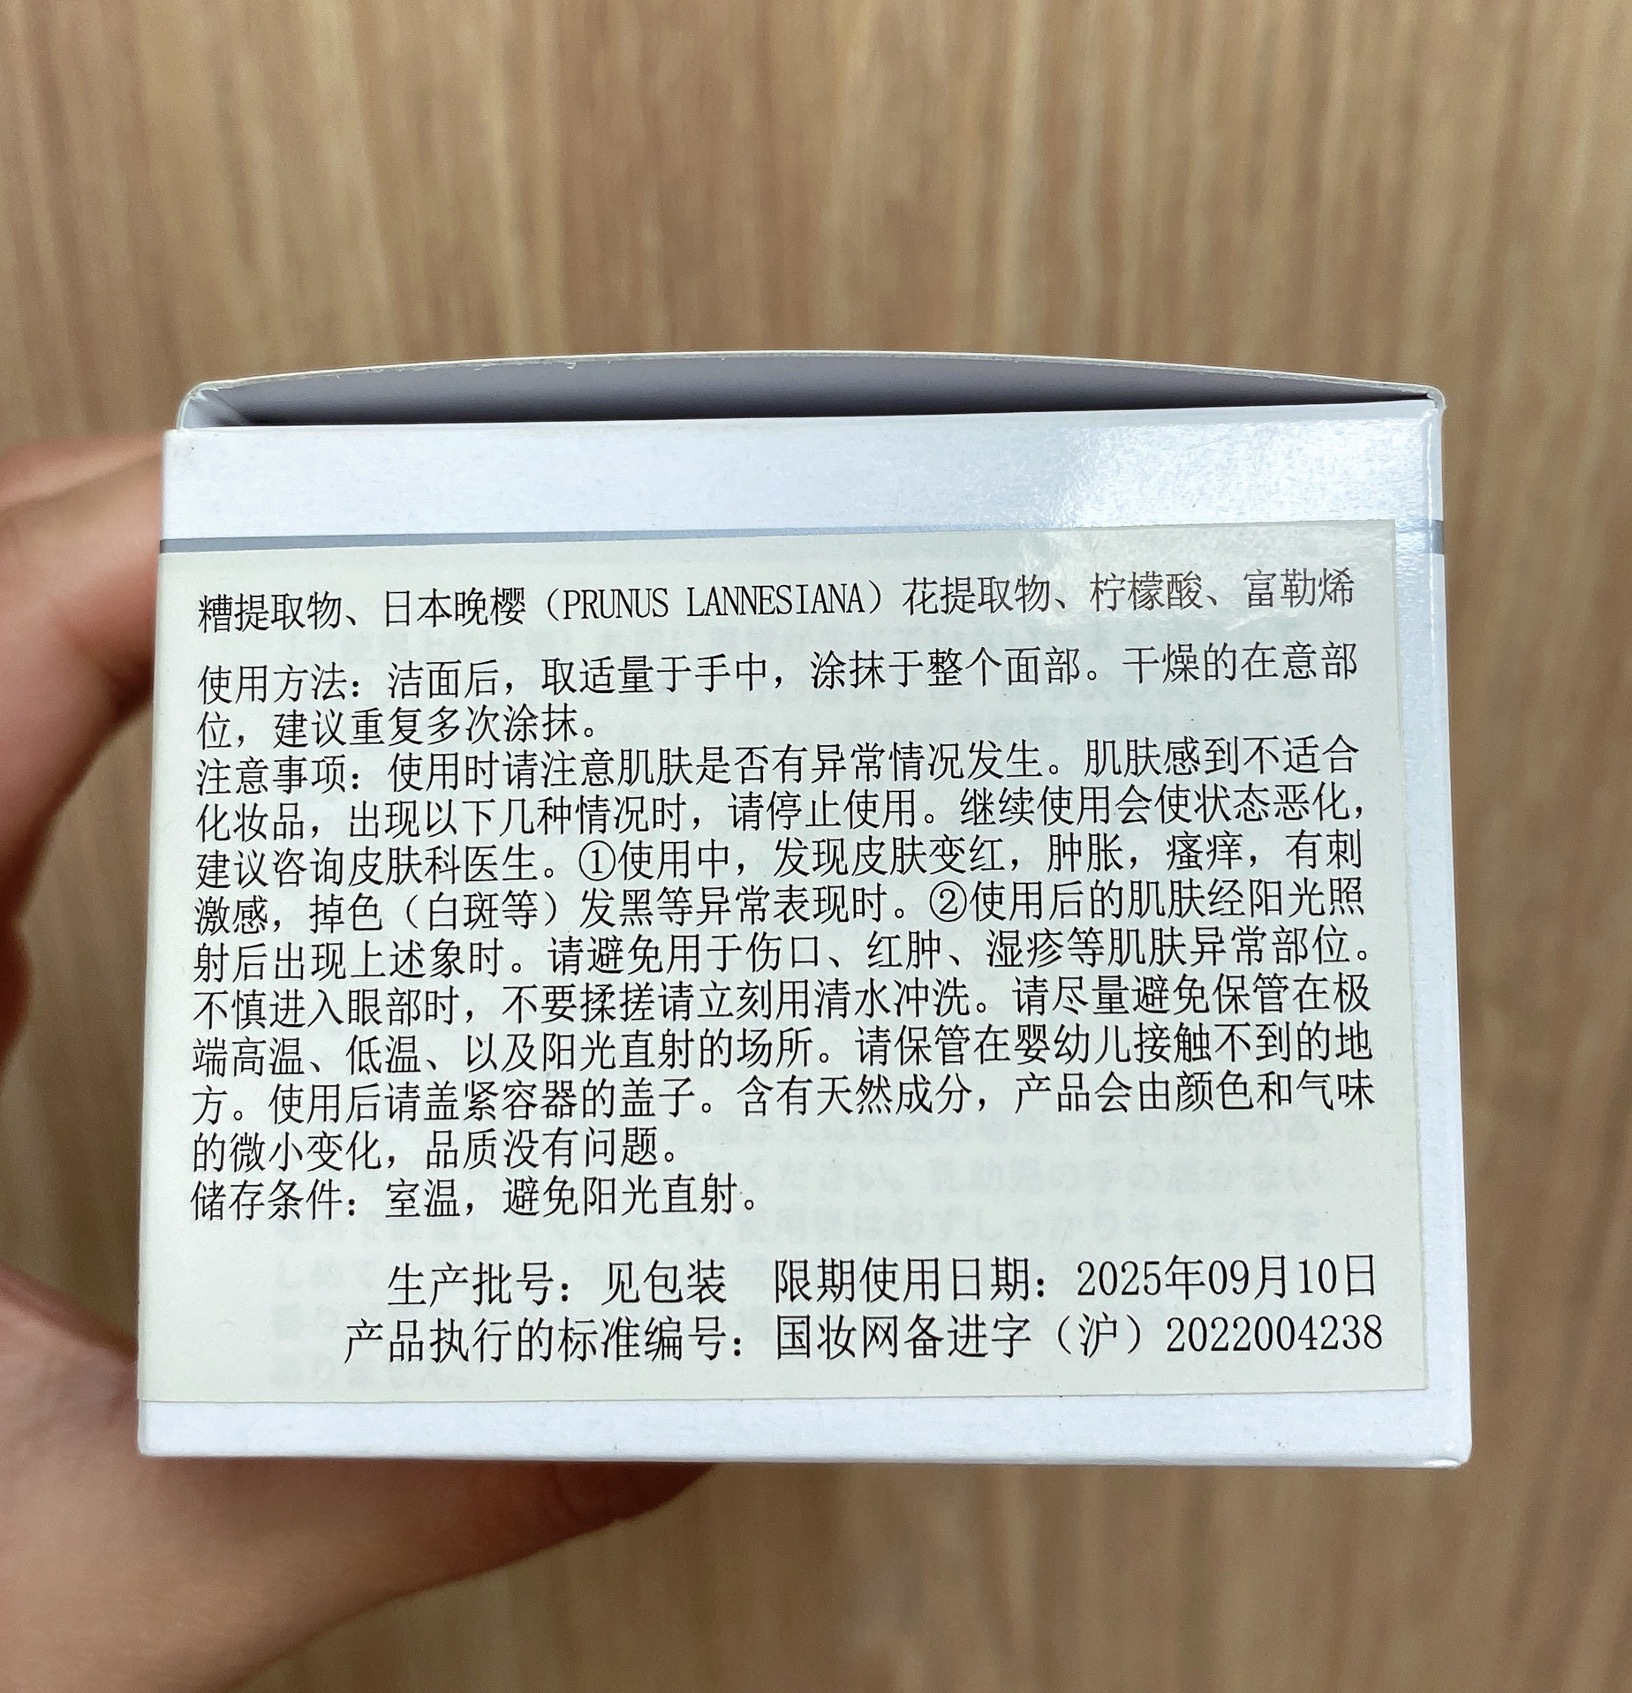 糟提取物、日本晚樱（PRUNUS LANNESIANA）花提取物、柠檬酸、富勒烯
使用方法：洁面后，取适量于手中，涂抹于整个面部。干燥的在意部
位，建议重复多次涂抹。
注意事项：使用时请注意肌肤是否有异常情况发生。肌肤感到不适合
化妆品，出现以下几种情况时，请停止使用。继续使用会使状态恶化，
建议咨询皮肤科医生。①使用中，发现皮肤变红，肿胀，瘙痒，有刺
激感，掉色（白斑等）发黑等异常表现时。②使用后的肌肤经阳光照
射后出现上述象时。请避免用于伤口、红肿、湿疹等肌肤异常部位。
不慎进入眼部时，不要揉搓请立刻用清水冲洗。请尽量避免保管在极
端高温、低温、以及阳光直射的场所。请保管在婴幼儿接触不到的地
方。使用后请盖紧容器的盖子。含有天然成分，产品会由颜色和气味
的微小变化，品质没有问题。
储存条件：室温，避免阳光直射。
生产批号：见包装 限期使用日期：2025年09月10日
产品执行的标准编号：国妆网备进字（沪）2022004238